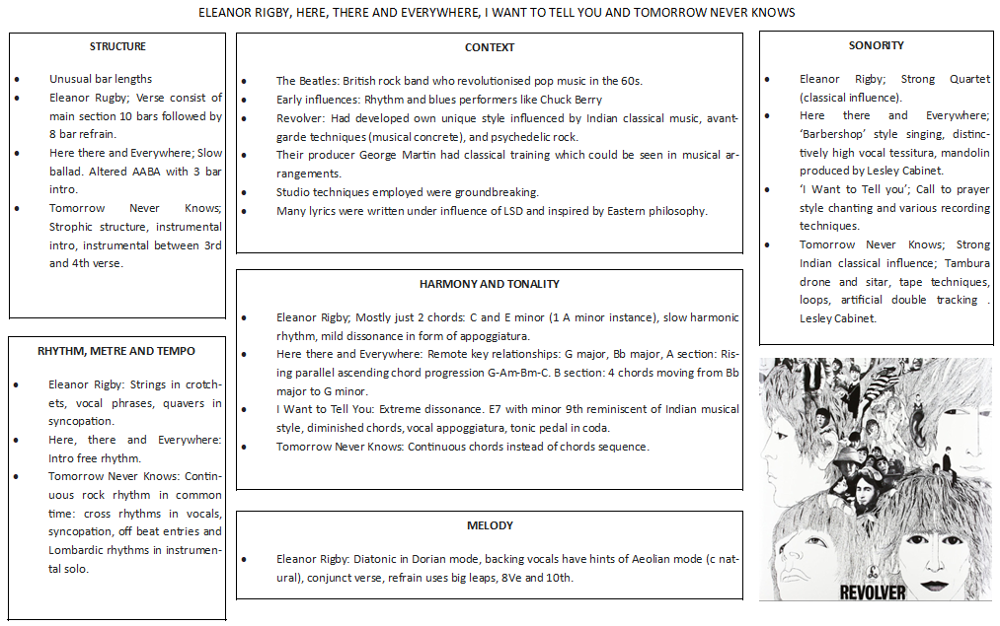 ELEANOR RIGBY, HERE, THERE AND EVERYWHERE, I WANT TO TELL YOU AND TOMORROW NEVER KNOWS
STRUCTURE
• Unusual bar lengths
• Eleanor Rugby; Verse consist of
main section 10 bars followed by
8 bar refrain.
• Here there and Everywhere; Slow
ballad. Altered AABA with 3 bar
intro.
• Tomorrow Never Knows;
Strophic structure, instrumental
intro, instrumental between 3rd
and 4th verse.
RHYTHM, METRE AND TEMPO
• Eleanor Rigby: Strings in crotch-
ets, vocal phrases, quavers in
syncopation.
• Here, there and Everywhere:
Intro free rhythm.
• Tomorrow Never Knows: Contin-
uous rock rhythm in common
time: cross rhythms in vocals,
syncopation, off beat entries and
Lombardic rhythms in instrumen-
tal solo.
CONTEXT
• The Beatles: British rock band who revolutionised pop music in the 60s.
• Early influences: Rhythm and blues performers like Chuck Berry
• Revolver: Had developed own unique style influenced by Indian classical music, avant-
garde techniques (musical concrete), and psychedelic rock.
• Their producer George Martin had classical training which could be seen in musical ar-
rangements.
• Studio techniques employed were groundbreaking.
• Many lyrics were written under influence of LSD and inspired by Eastern philosophy.
HARMONY AND TONALITY
• Eleanor Rigby; Mostly just 2 chords: C and E minor (1 A minor instance), slow harmonic
rhythm, mild dissonance in form of appoggiatura.
• Here there and Everywhere: Remote key relationships: G major, Bb major, A section: Ris-
ing parallel ascending chord progression G-Am-Bm-C. B section: 4 chords moving from Bb
major to G minor.
• I Want to Tell You: Extreme dissonance. E7 with minor 9th reminiscent of Indian musical
style, diminished chords, vocal appoggiatura, tonic pedal in coda.
• Tomorrow Never Knows: Continuous chords instead of chords sequence.
MELODY
• Eleanor Rigby: Diatonic in Dorian mode, backing vocals have hints of Aeolian mode (c nat-
ural), conjunct verse, refrain uses big leaps, 8Ve and 10th.
SONORITY
• Eleanor Rigby; Strong Quartet
(classical influence).
• Here there and Everywhere;
‘Barbershop’ style singing, distinc-
tively high vocal tessitura, mandolin
produced by Lesley Cabinet.
• ‘I Want to Tell you’; Call to prayer
style chanting and various recording
techniques.
• Tomorrow Never Knows; Strong
Indian classical influence; Tambura
drone and sitar, tape techniques,
loops, artificial double tracking .
Lesley Cabinet.
REVOLVER